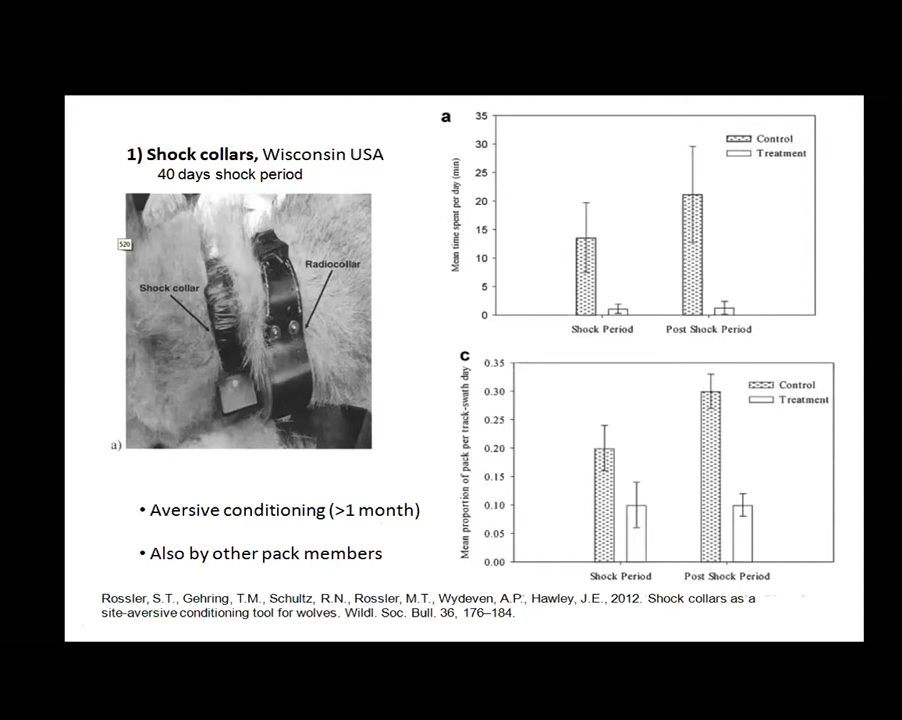 1) Shock collars, Wisconsin USA
40 days shock period
520
Shock collar
Radiocollar
a)
• Aversive conditioning (>1 month)
• Also by other pack members
a
Mean time spent per day (min)
35
30
25
20
15
10
5
0
Control
Treatment
Shock Period
Post Shock Period
c
Mean proportion of pack per track-swath day
0.35
0.30
0.25
0.20
0.15
0.10
0.05
0.00
Control
Treatment
Shock Period
Post Shock Period
Rossler, S.T., Gehring, T.M., Schultz, R.N., Rossler, M.T., Wydeven, A.P., Hawley, J.E., 2012. Shock collars as a
site-aversive conditioning tool for wolves. Wildl. Soc. Bull. 36, 176–184.